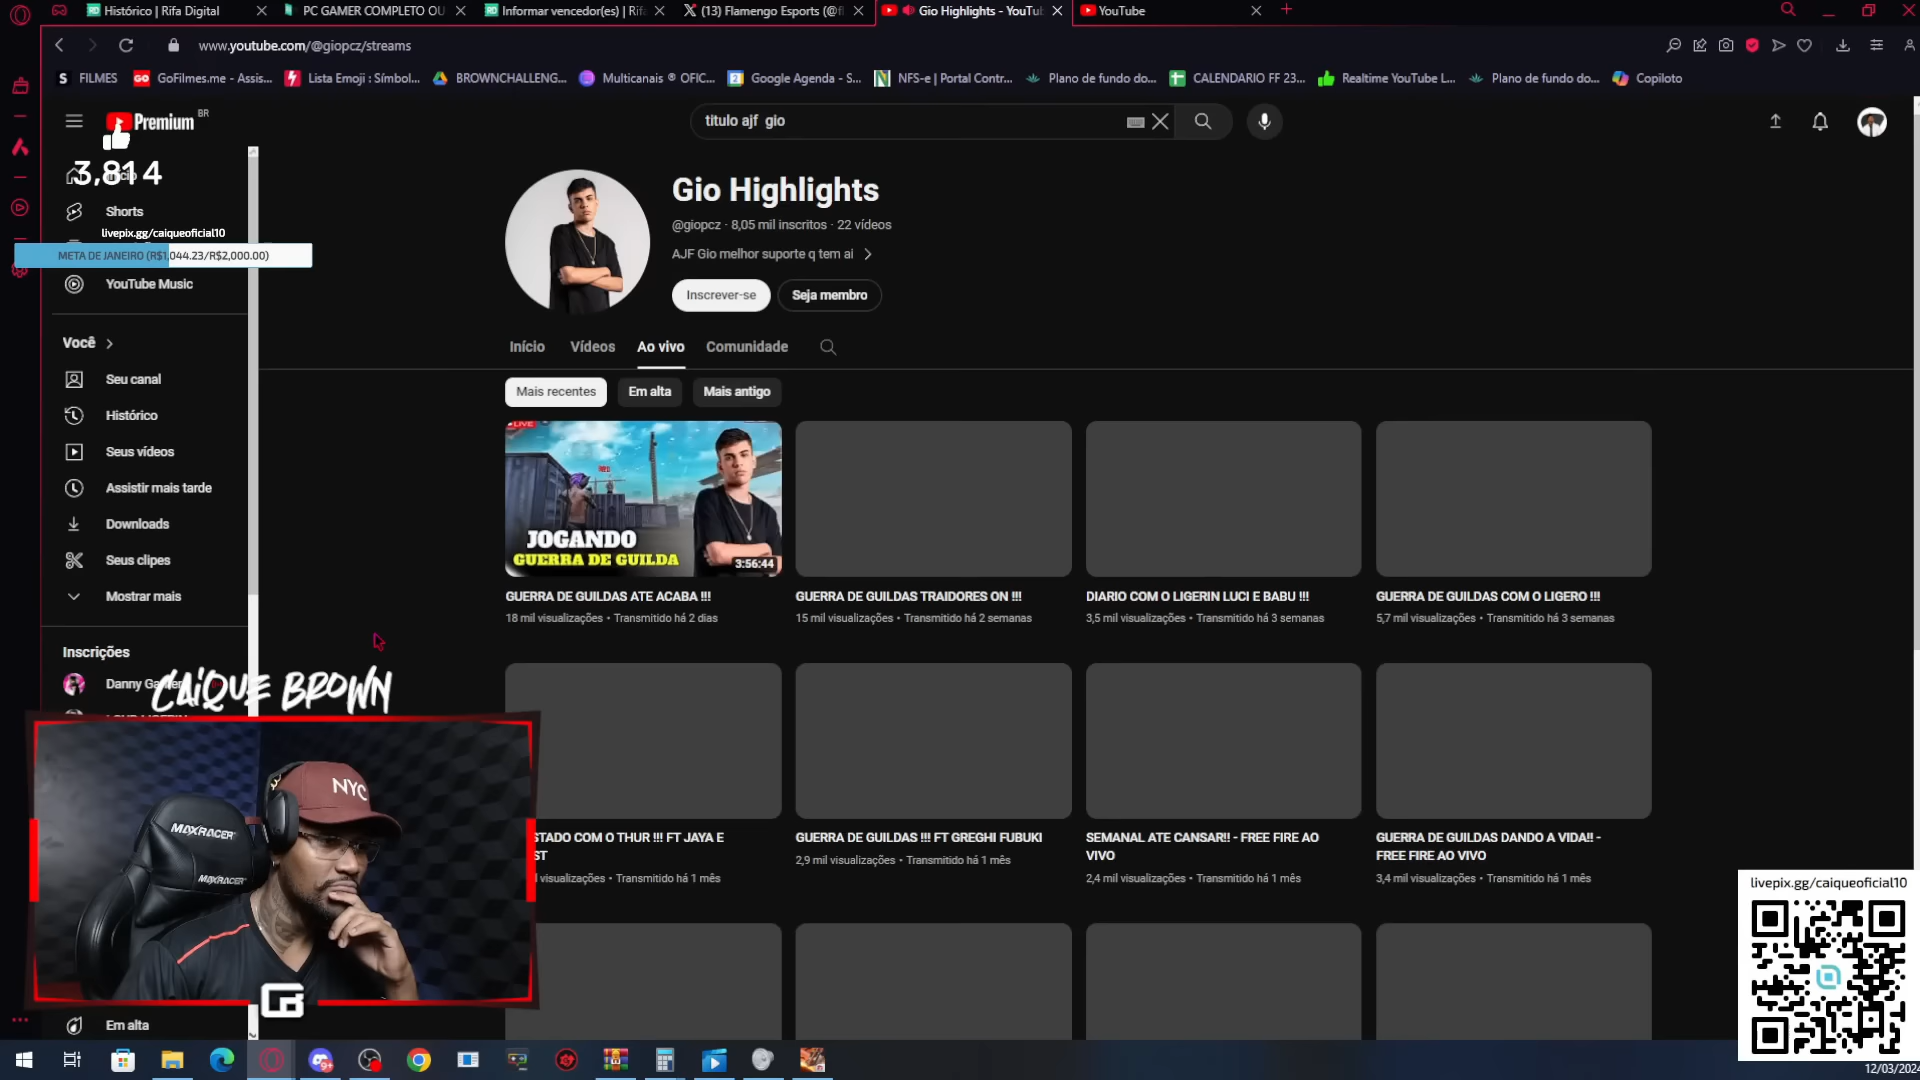 Histórico | Rifa Digital
PC GAMER COMPLETO OU
Informar vencedor(es) | Rif
(13) Flamengo Esports (@f
Gio Highlights - YouTu
YouTube
www.youtube.com/@giopcz/streams
FILMES
GoFilmes.me - Assis...
Lista Emoji : Símbol...
BROWNCHALLENG...
Multicanais ® OFIC...
Google Agenda - S...
NFS-e | Portal Contr...
Plano de fundo do...
CALENDARIO FF 23...
Realtime YouTube L...
Plano de fundo do...
Copiloto
Premium BR
titulo ajf gio
3,814
Shorts
livepix.gg/caiqueoficial10
META DE JANEIRO (R$1,044.23/R$2,000.00)
YouTube Music
Você
Seu canal
Histórico
Seus vídeos
Assistir mais tarde
Downloads
Seus clipes
Mostrar mais
Inscrições
Em alta
Gio Highlights
@giopcz · 8,05 mil inscritos · 22 vídeos
AJF Gio melhor suporte q tem ai
Inscrever-se
Seja membro
Início
Vídeos
Ao vivo
Comunidade
Mais recentes
Em alta
Mais antigo
LIVE
JOGANDO
GUERRA DE GUILDA
3:56:44
GUERRA DE GUILDAS ATE ACABA !!!
18 mil visualizações • Transmitido há 2 dias
GUERRA DE GUILDAS TRAIDORES ON !!!
15 mil visualizações • Transmitido há 2 semanas
DIARIO COM O LIGERIN LUCI E BABU !!!
3,5 mil visualizações • Transmitido há 3 semanas
GUERRA DE GUILDAS COM O LIGERO !!!
5,7 mil visualizações • Transmitido há 3 semanas
STADO COM O THUR !!! FT JAYA E
ST
visualizações • Transmitido há 1 mês
GUERRA DE GUILDAS !!! FT GREGHI FUBUKI
2,9 mil visualizações • Transmitido há 1 mês
SEMANAL ATE CANSAR!! - FREE FIRE AO
VIVO
2,4 mil visualizações • Transmitido há 1 mês
GUERRA DE GUILDAS DANDO A VIDA!! -
FREE FIRE AO VIVO
3,4 mil visualizações • Transmitido há 1 mês
Danny
CAIQUE BROWN
NYC
MAXRACER
MAXRACER
livepix.gg/caiqueoficial10
12/03/2024